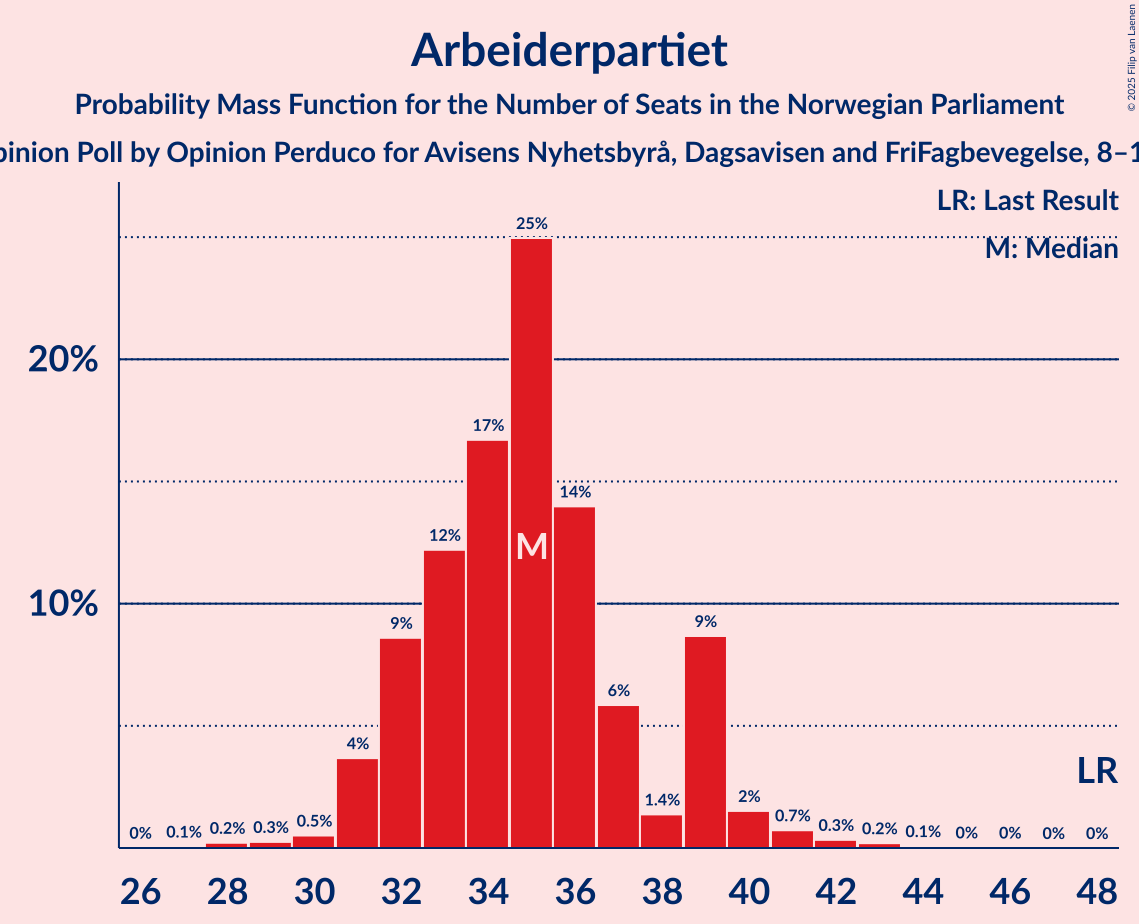 Arbeiderpartiet
Probability Mass Function for the Number of Seats in the Norwegian Parliament
pinion Poll by Opinion Perduco for Avisens Nyhetsbyrå, Dagsavisen and FriFagbevegelse, 8–1
© 2025 Filip van Laenen
LR: Last Result
M: Median
25%
20%
17%
14%
12%
M
10%
9%
9%
6%
4%
LR
0% 0.1% 0.2% 0.3% 0.5% 1.4% 2% 0.7% 0.3% 0.2% 0.1% 0% 0% 0% 0%
26 28 30 32 34 36 38 40 42 44 46 48